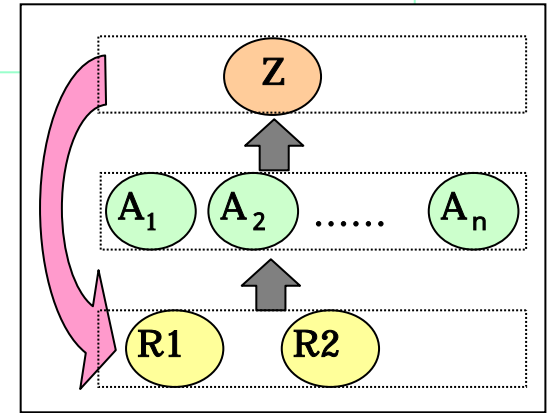 Z
A₁ A₂ ...... Aₙ
R1 R2